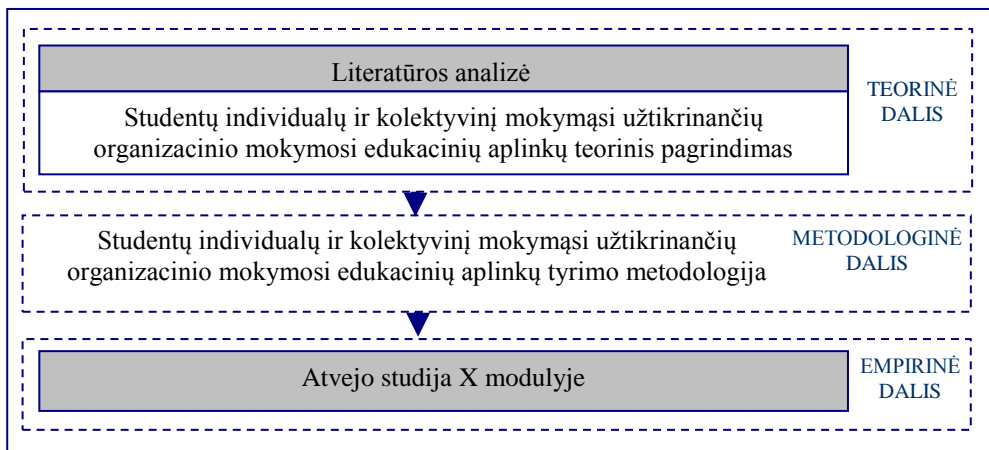 Literatūros analizė
TEORINĖ
DALIS
Studentų individualų ir kolektyvinį mokymąsi užtikrinančių
organizacinio mokymosi edukacinių aplinkų teorinis pagrindimas
Studentų individualų ir kolektyvinį mokymąsi užtikrinančių
organizacinio mokymosi edukacinių aplinkų tyrimo metodologija
METODOLOGINĖ
DALIS
Atvejo studija X modulyje
EMPIRINĖ
DALIS